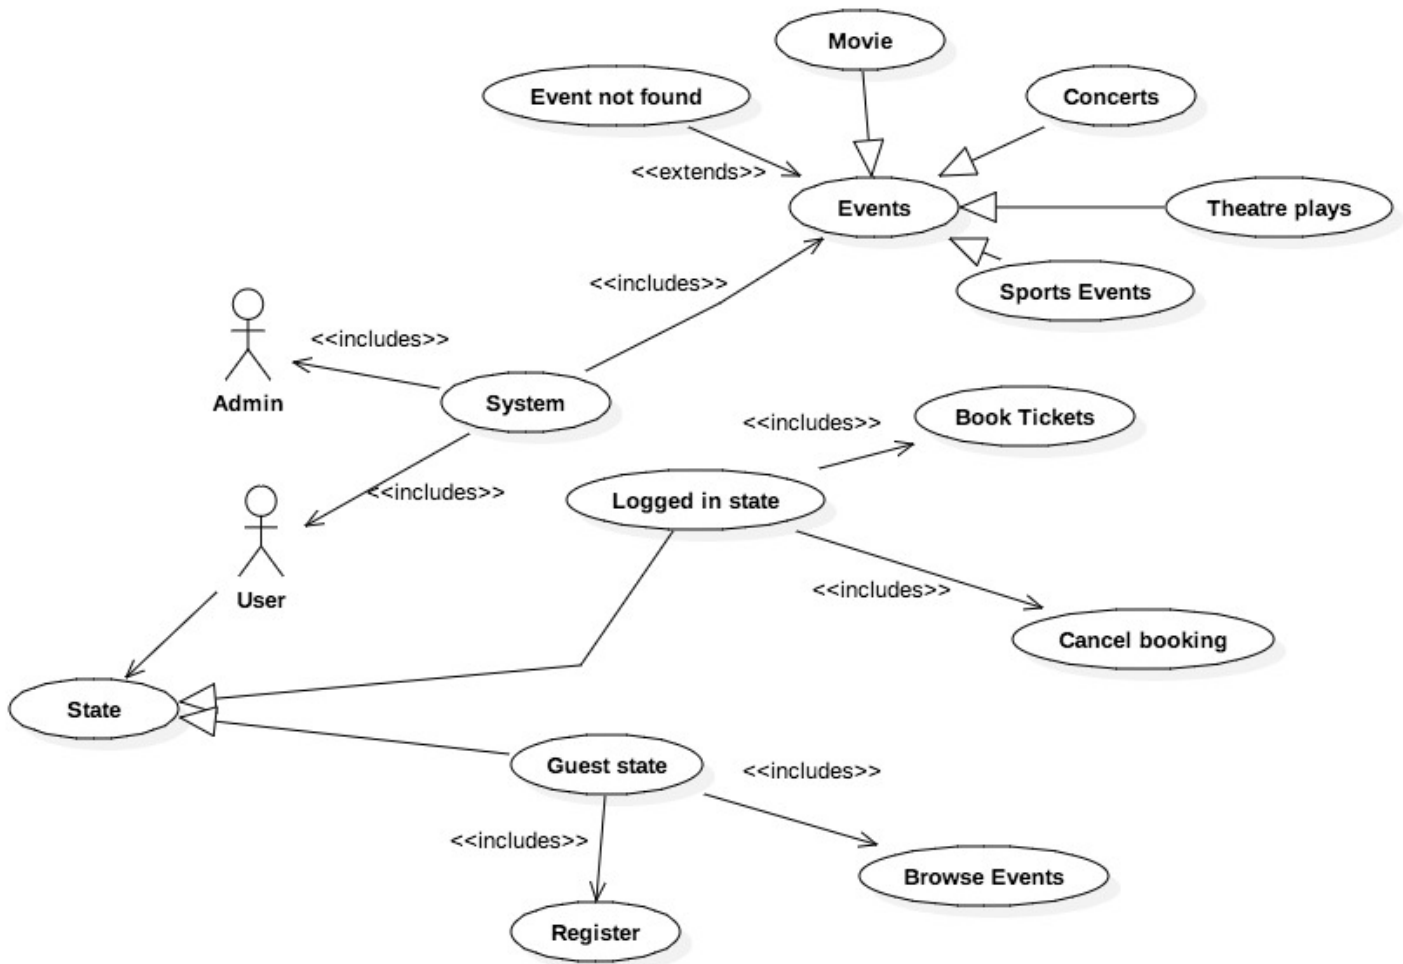 Movie
Event not found
Concerts
<<extends>>
Events
Theatre plays
<<includes>>
Sports Events
<<includes>>
Admin
System
<<includes>>
Book Tickets
<<includes>>
Logged in state
User
<<includes>>
Cancel booking
State
Guest state
<<includes>>
<<includes>>
Browse Events
Register